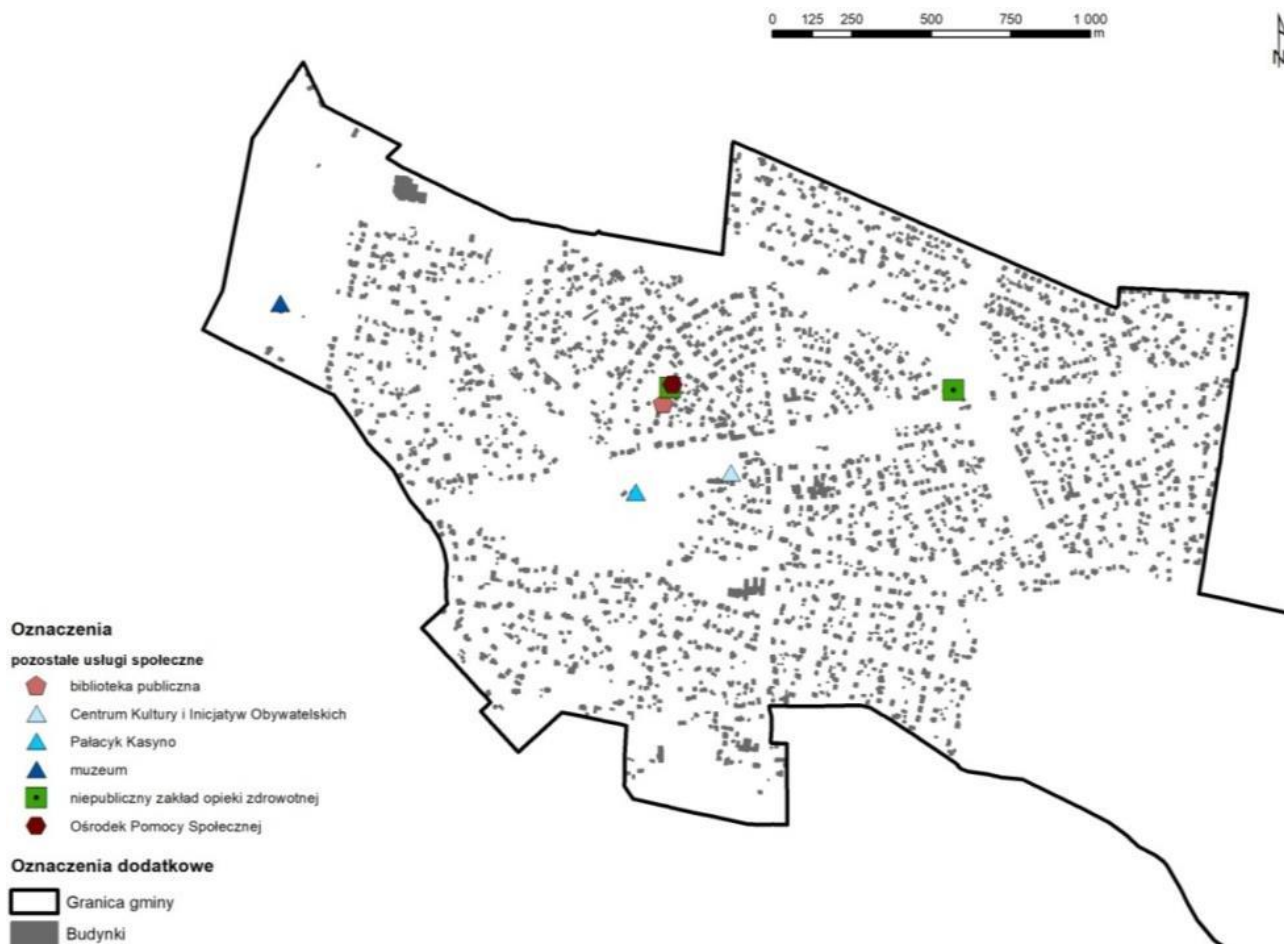 0 125 250 500 750 1 000
m
N
Oznaczenia
pozostałe usługi społeczne
biblioteka publiczna
Centrum Kultury i Inicjatyw Obywatelskich
Pałacyk Kasyno
muzeum
niepubliczny zakład opieki zdrowotnej
Ośrodek Pomocy Społecznej
Oznaczenia dodatkowe
Granica gminy
Budynki